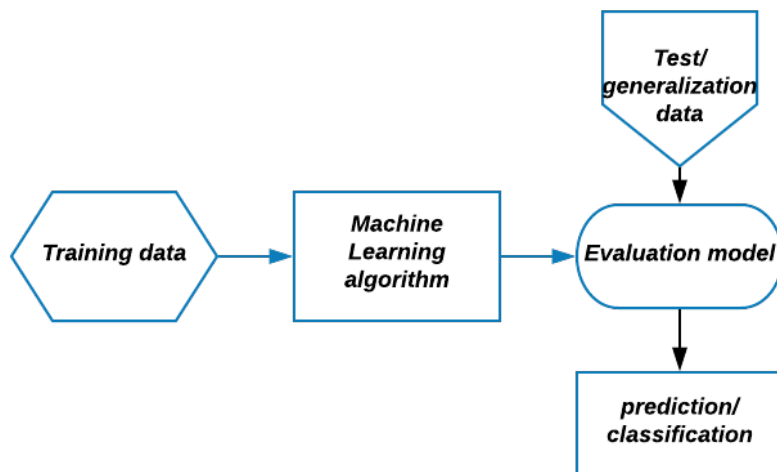 Test/
generalization
data
Training data
Machine
Learning
algorithm
Evaluation model
prediction/
classification